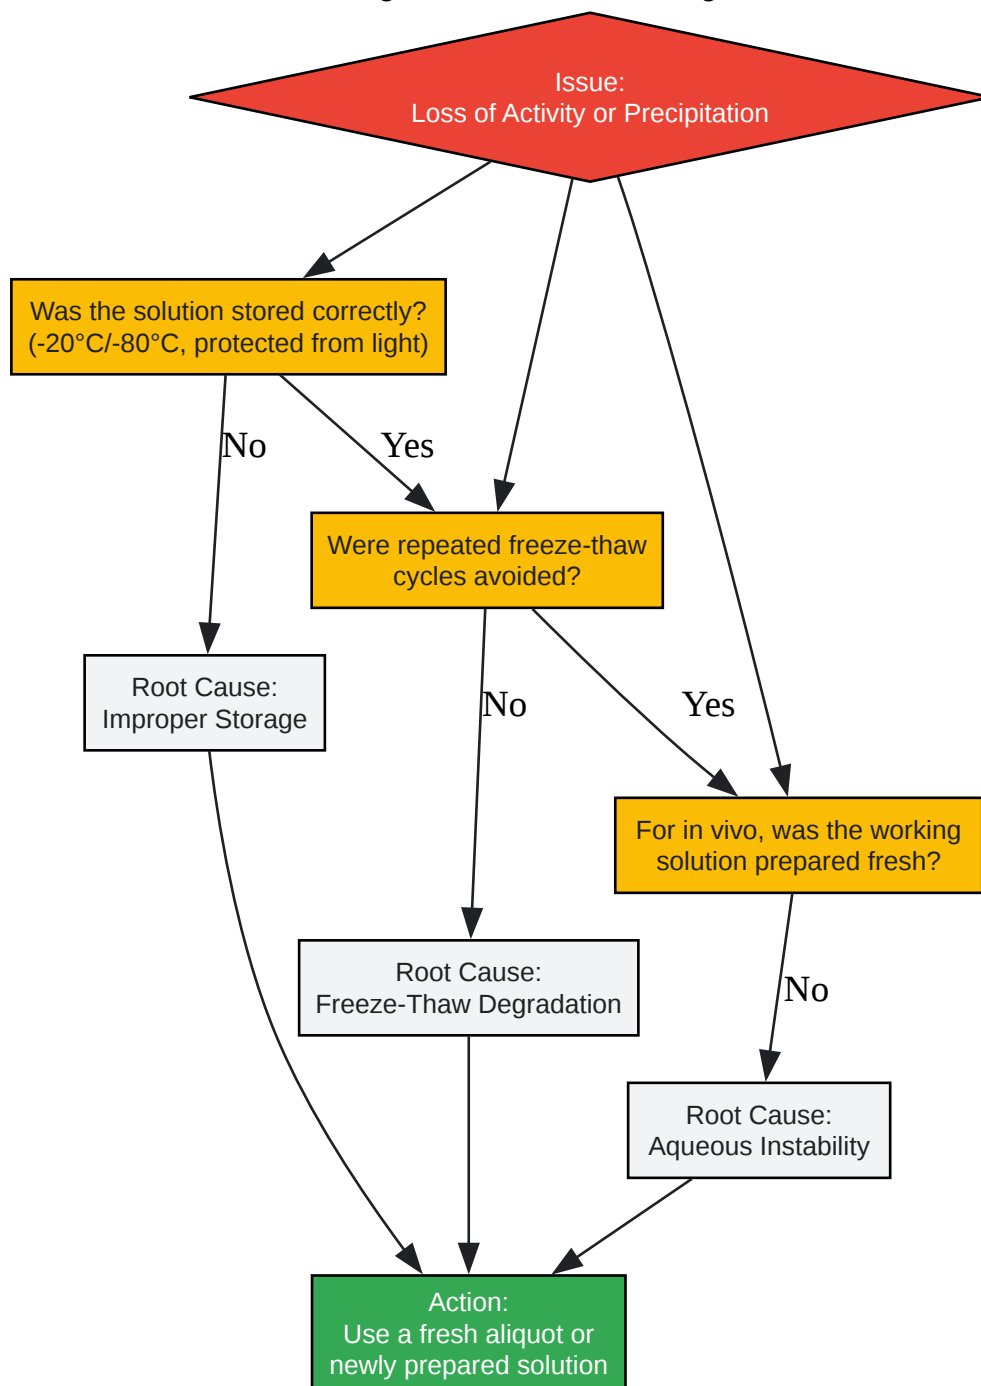 Issue:
Loss of Activity or Precipitation
Was the solution stored correctly?
(-20°C/-80°C, protected from light)
No
Yes
Were repeated freeze-thaw
cycles avoided?
Root Cause:
Improper Storage
No
Yes
For in vivo, was the working
solution prepared fresh?
Root Cause:
Freeze-Thaw Degradation
No
Root Cause:
Aqueous Instability
Action:
Use a fresh aliquot or
newly prepared solution